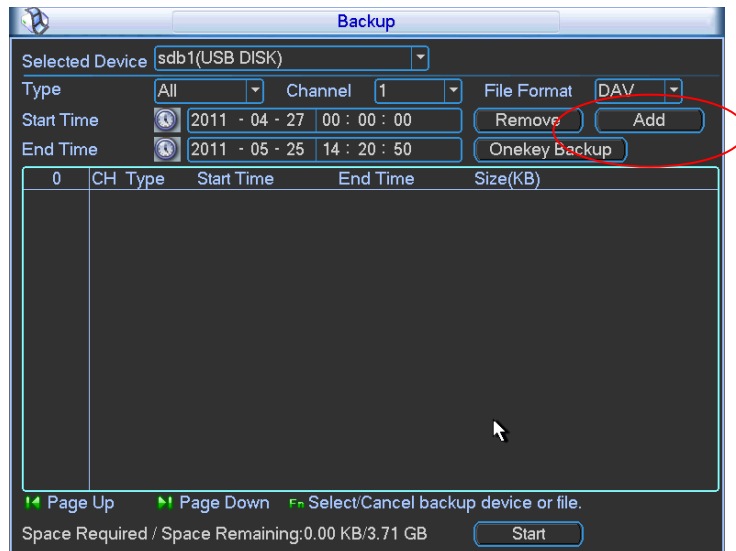 Backup
Selected Device sdb1(USB DISK)
Type All Channel 1 File Format DAV
Start Time 2011 - 04 - 27 00 : 00 : 00 Remove Add
End Time 2011 - 05 - 25 14 : 20 : 50 Onekey Backup
0 CH Type Start Time End Time Size(KB)
Page Up Page Down Fn Select/Cancel backup device or file.
Space Required / Space Remaining:0.00 KB/3.71 GB Start